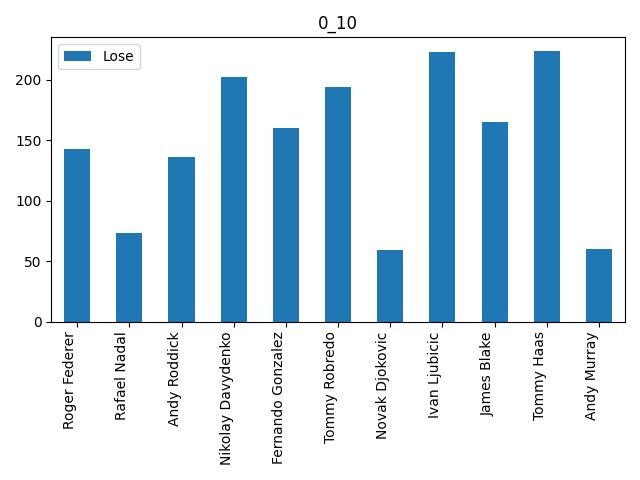 0_10
Lose
200
150
100
50
0
Roger Federer
Rafael Nadal
Andy Roddick
Nikolay Davydenko
Fernando Gonzalez
Tommy Robredo
Novak Djokovic
Ivan Ljubicic
James Blake
Tommy Haas
Andy Murray